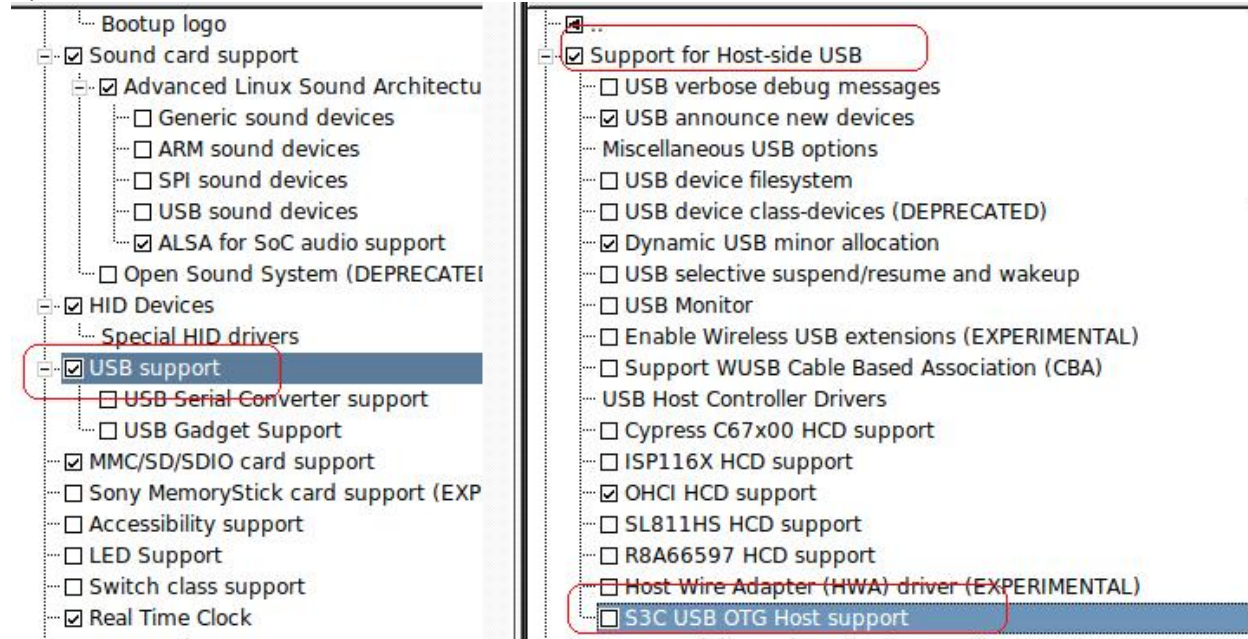 Bootup logo
Sound card support
Advanced Linux Sound Architectu
Generic sound devices
ARM sound devices
SPI sound devices
USB sound devices
ALSA for SoC audio support
Open Sound System (DEPRECATE
HID Devices
Special HID drivers
USB support
USB Serial Converter support
USB Gadget Support
MMC/SD/SDIO card support
Sony MemoryStick card support (EXP
Accessibility support
LED Support
Switch class support
Real Time Clock
..
Support for Host-side USB
USB verbose debug messages
USB announce new devices
Miscellaneous USB options
USB device filesystem
USB device class-devices (DEPRECATED)
Dynamic USB minor allocation
USB selective suspend/resume and wakeup
USB Monitor
Enable Wireless USB extensions (EXPERIMENTAL)
Support WUSB Cable Based Association (CBA)
USB Host Controller Drivers
Cypress C67x00 HCD support
ISP116X HCD support
OHCI HCD support
SL811HS HCD support
R8A66597 HCD support
Host Wire Adapter (HWA) driver (EXPERIMENTAL)
S3C USB OTG Host support